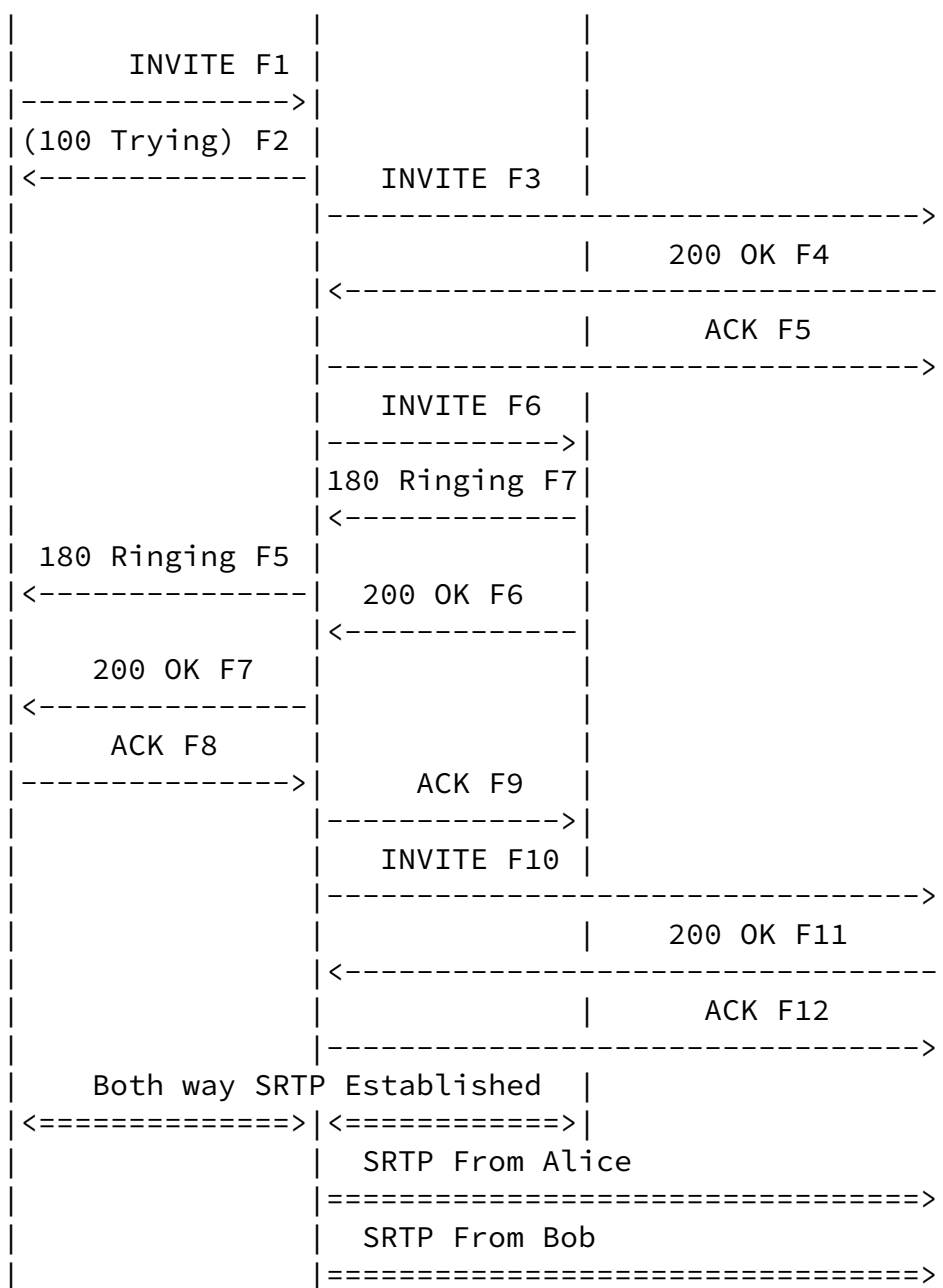 INVITE F1
(100 Trying) F2
INVITE F3
200 OK F4
ACK F5
INVITE F6
180 Ringing F7
180 Ringing F5
200 OK F6
200 OK F7
ACK F8
ACK F9
INVITE F10
200 OK F11
ACK F12
Both way SRTP Established
SRTP From Alice
SRTP From Bob